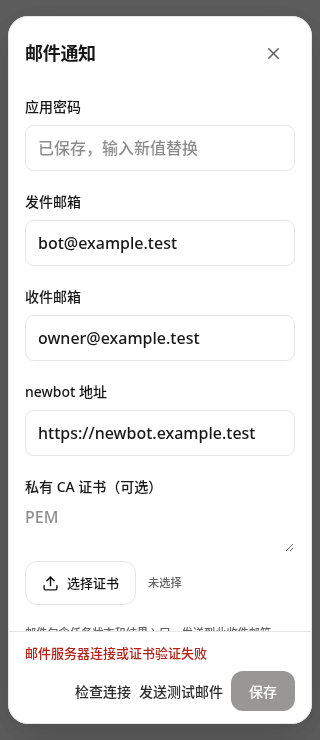 邮件通知
应用密码
已保存，输入新值替换
发件邮箱
bot@example.test
收件邮箱
owner@example.test
newbot 地址
https://newbot.example.test
私有 CA 证书（可选）
PEM
选择证书
未选择
邮件服务器连接或证书验证失败
检查连接
发送测试邮件
保存